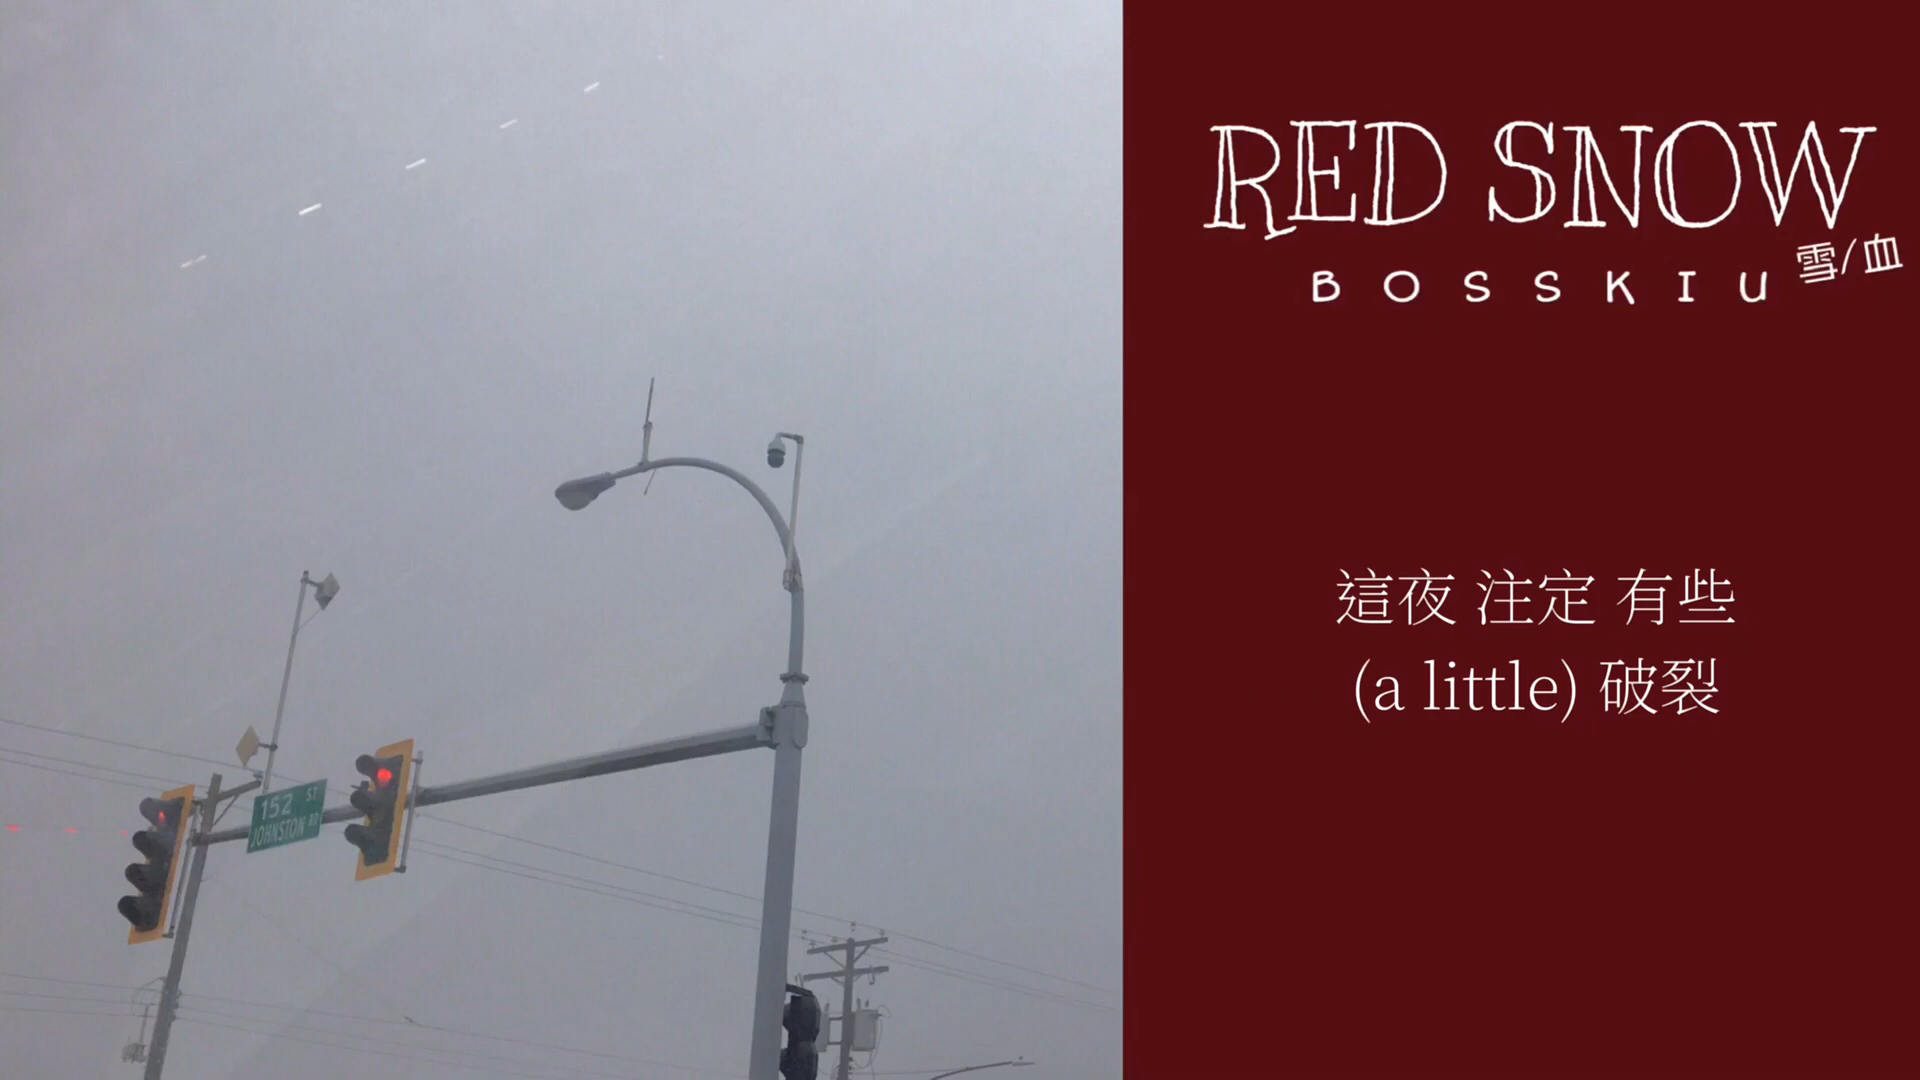 RED SNOW
雪/血
BOSSKIU
152 ST
JOHNSTON RD
這夜 注定 有些
(a little) 破裂